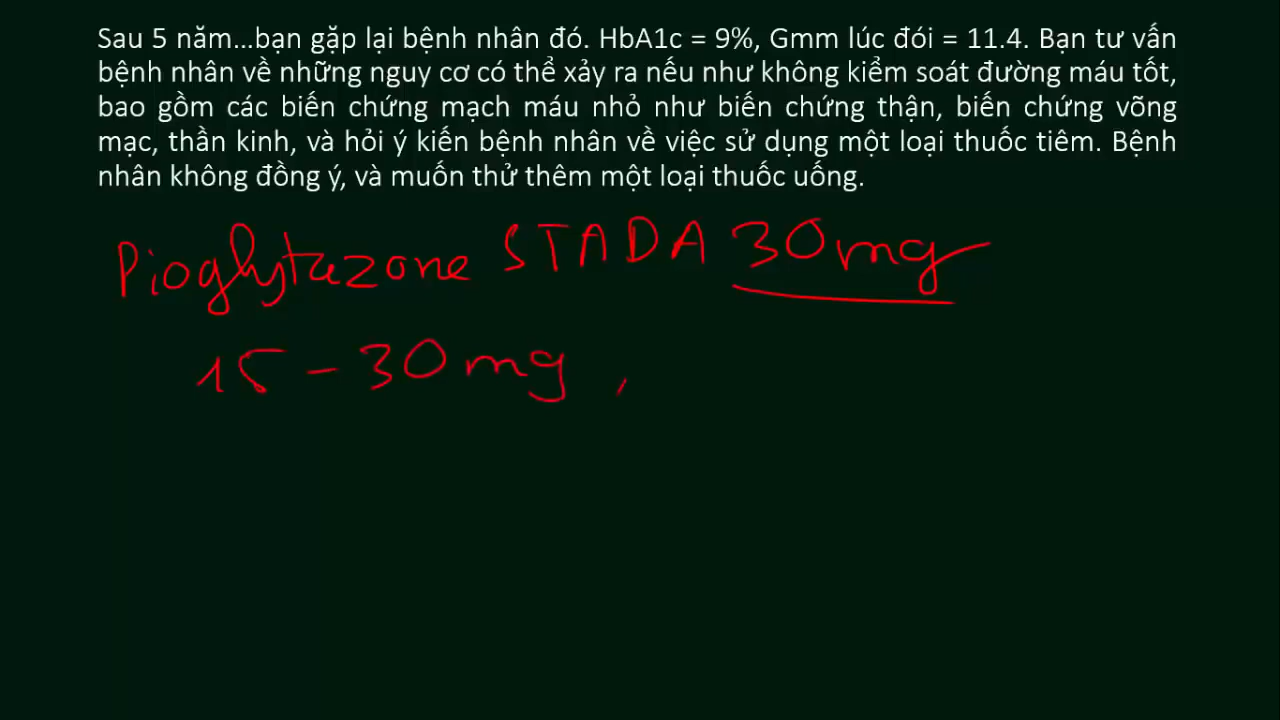 Sau 5 năm...bạn gặp lại bệnh nhân đó. HbA1c = 9%, Gmm lúc đói = 11.4. Bạn tư vấn
bệnh nhân về những nguy cơ có thể xảy ra nếu như không kiểm soát đường máu tốt,
bao gồm các biến chứng mạch máu nhỏ như biến chứng thận, biến chứng võng
mạc, thần kinh, và hỏi ý kiến bệnh nhân về việc sử dụng một loại thuốc tiêm. Bệnh
nhân không đồng ý, và muốn thử thêm một loại thuốc uống.
Pioglytazone STADA 30mg
15 - 30 mg ,